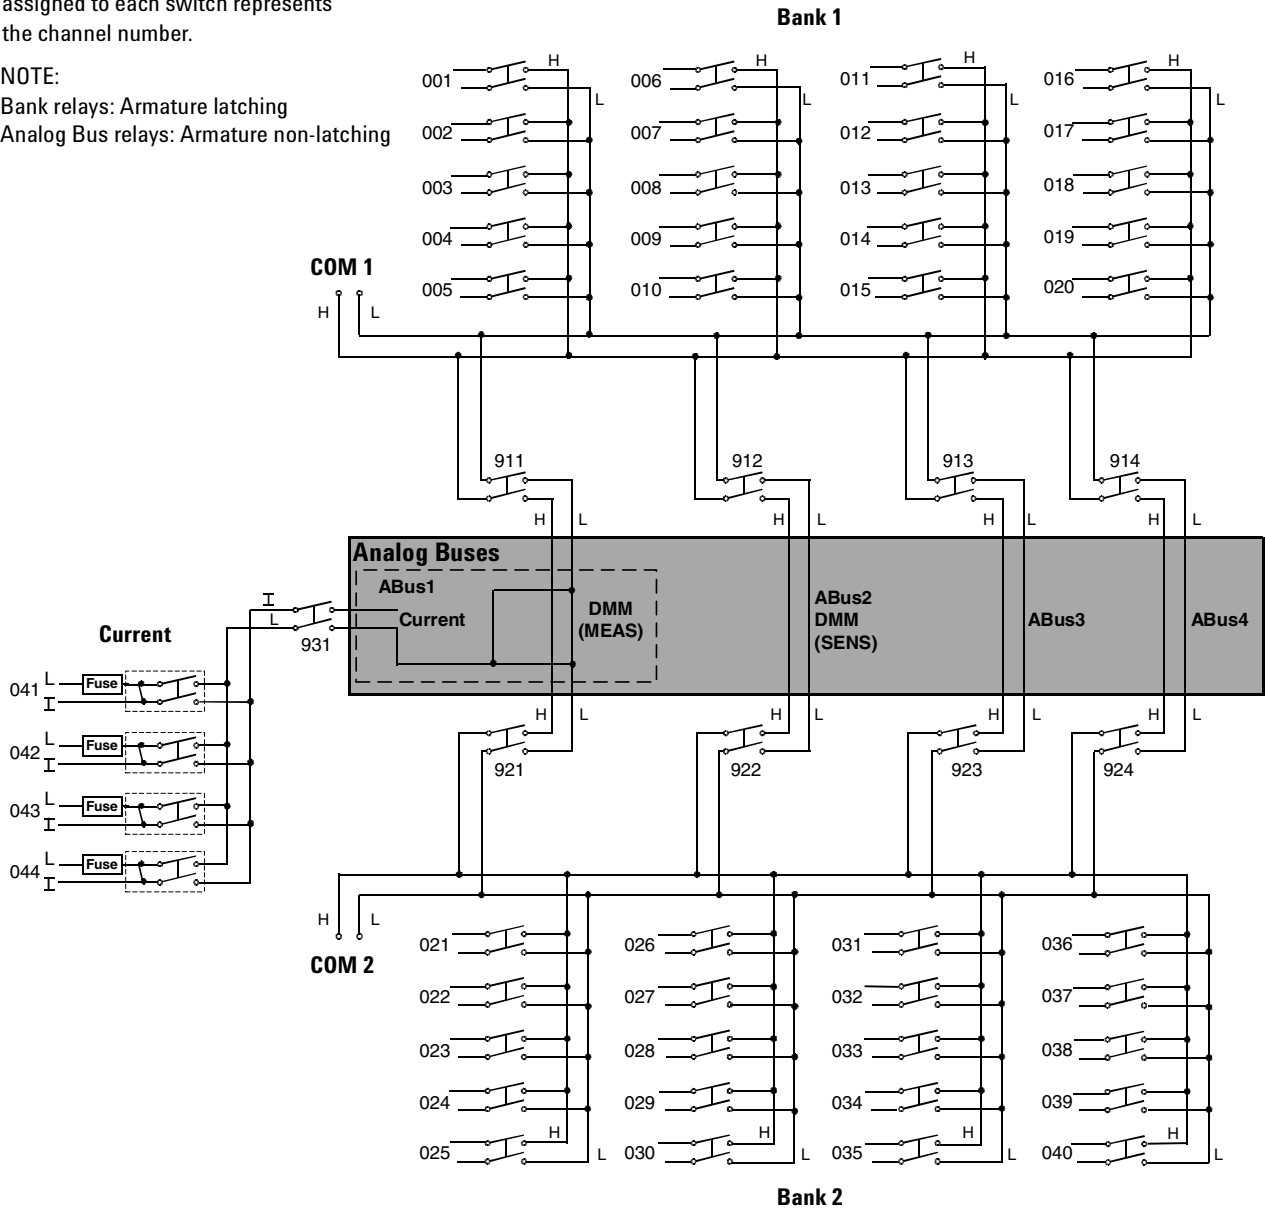 assigned to each switch represents
the channel number.
NOTE:
Bank relays: Armature latching
Analog Bus relays: Armature non-latching
Bank 1
001 H 006 H 011 H 016 H
L L L L
002 007 012 017
003 008 013 018
004 009 014 019
COM 1
005 010 015 020
H L
911 912 913 914
H L H L H L H L
Analog Buses
ABus1
Current
DMM
(MEAS)
ABus2
DMM
(SENS)
ABus3
ABus4
I
L
931
Current
041 L Fuse
I
042 L Fuse
I
043 L Fuse
I
044 L Fuse
I
H L H L H L H L
921 922 923 924
H L
COM 2
021 026 031 036
022 027 032 037
023 028 033 038
024 029 034 039
H H H H
025 L 030 L 035 L 040 L
Bank 2